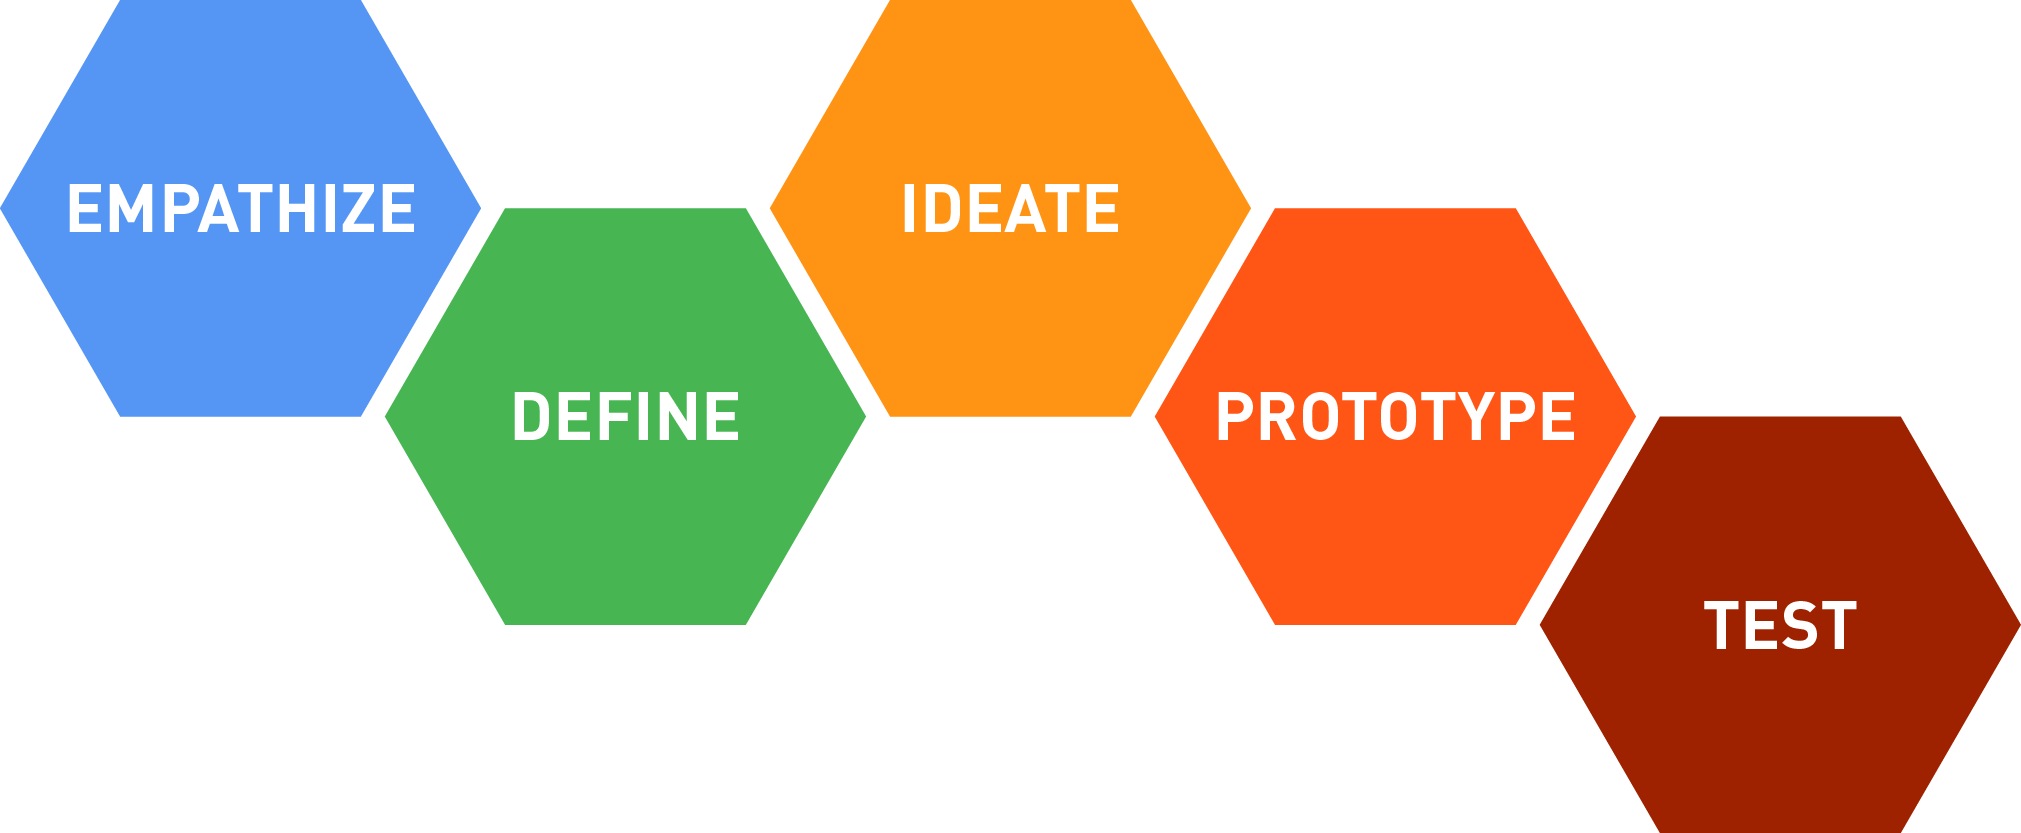 EMPATHIZE
DEFINE
IDEATE
PROTOTYPE
TEST